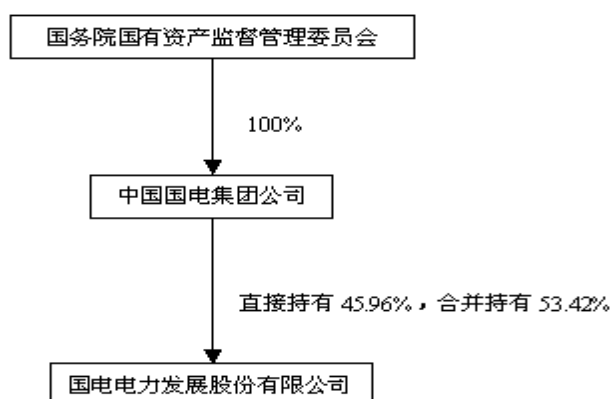 国务院国有资产监督管理委员会
100%
中国国电集团公司
直接持有 45.96%，合并持有 53.42%
国电电力发展股份有限公司